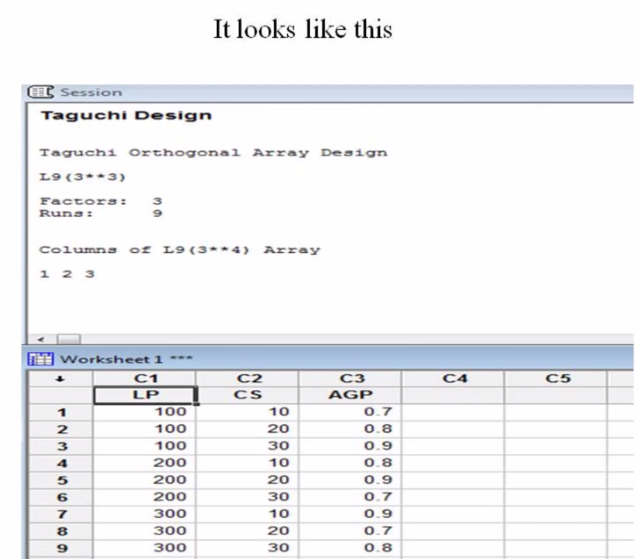 It looks like this
Session
Taguchi Design
Taguchi Orthogonal Array Design
L9(3**3)
Factors: 3
Runs: 9
Columns of L9(3**4) Array
1 2 3
Worksheet 1 ***
C1 C2 C3 C4 C5
LP CS AGP
1 100 10 0.7
2 100 20 0.8
3 100 30 0.9
4 200 10 0.8
5 200 20 0.9
6 200 30 0.7
7 300 10 0.9
8 300 20 0.7
9 300 30 0.8